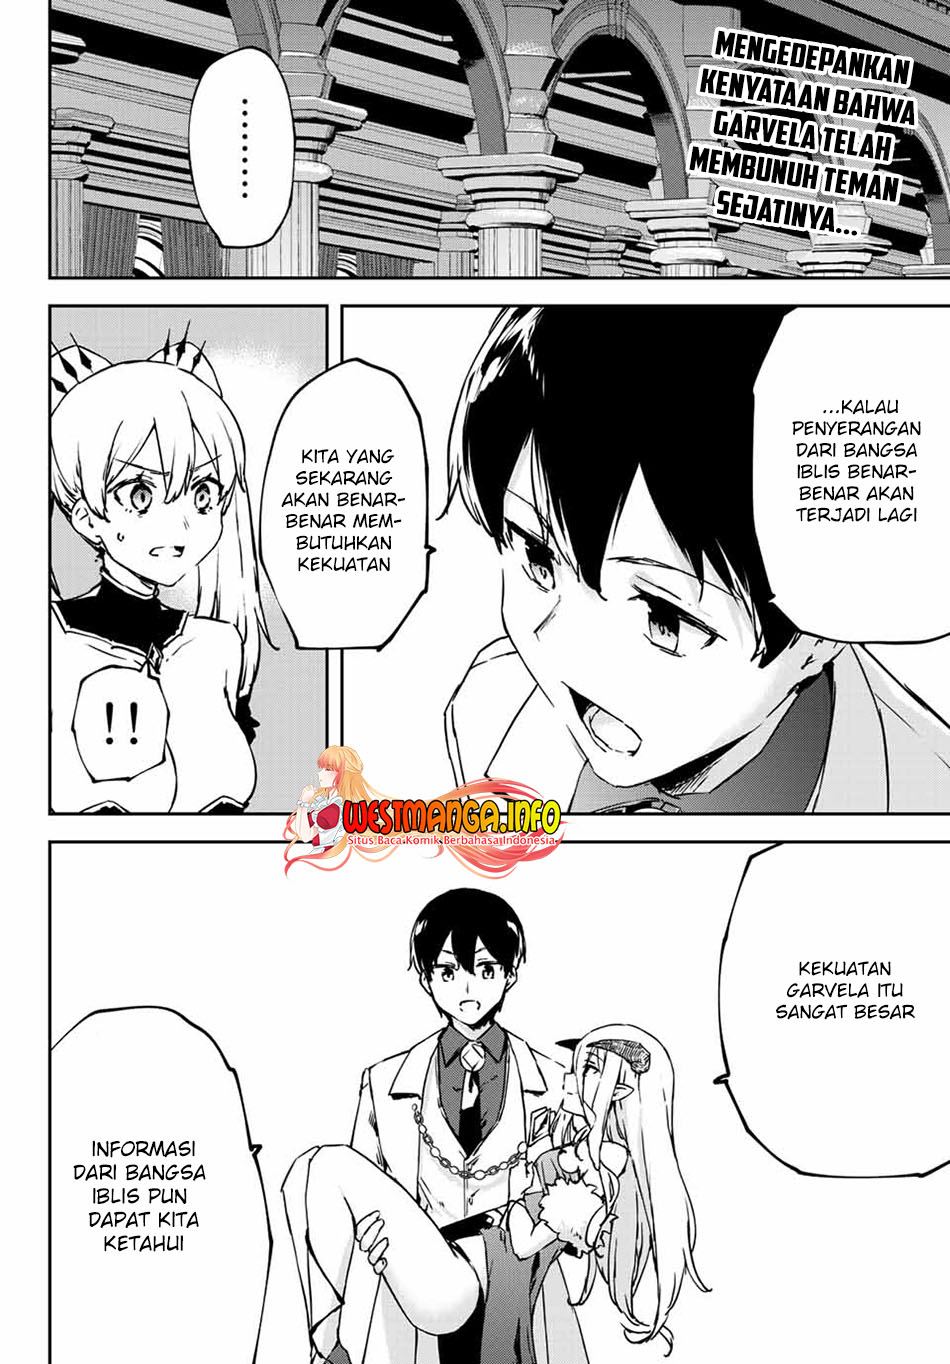 MENGEDEPANKAN
KENYATAAN BAHWA
GARVELA TELAH
MEMBUNUH TEMAN
SEJATINYA...
.........
...KALAU
PENYERANGAN
DARI BANGSA
IBLIS BENAR-
BENAR AKAN
TERJADI LAGI
KITA YANG
SEKARANG
AKAN BENAR-
BENAR MEM-
BUTUHKAN
KEKUATAN
!!
WESTMANGA.INFO
Situs Baca Komik Berbahasa Indonesia
KEKUATAN
GARVELA ITU
SANGAT BESAR
INFORMASI
DARI BANGSA
IBLIS PUN
DAPAT KITA
KETAHUI